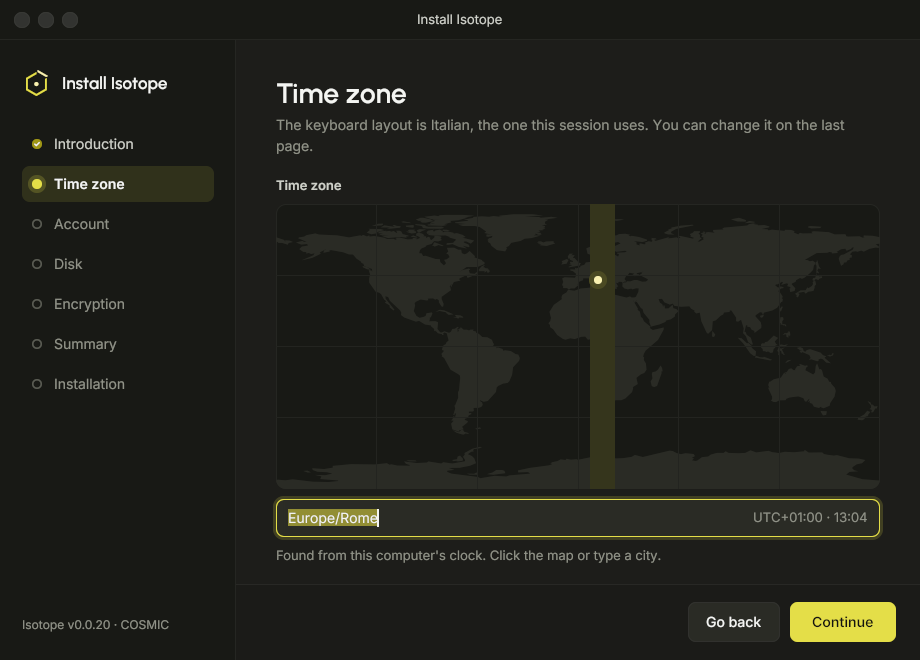 Install Isotope
Install Isotope
Introduction
Time zone
Account
Disk
Encryption
Summary
Installation
Isotope v0.0.20 · COSMIC
Time zone
The keyboard layout is Italian, the one this session uses. You can change it on the last
page.
Time zone
Europe/Rome UTC+01:00 · 13:04
Found from this computer's clock. Click the map or type a city.
Go back Continue